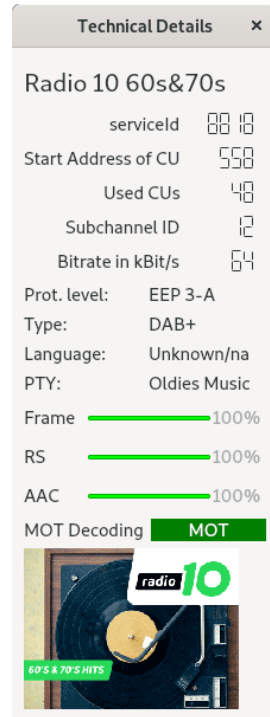 Technical Details ×
Radio 10 60s&70s
serviceId 8818
Start Address of CU 558
Used CUs 48
Subchannel ID 12
Bitrate in kBit/s 64
Prot. level: EEP 3-A
Type: DAB+
Language: Unknown/na
PTY: Oldies Music
Frame 100%
RS 100%
AAC 100%
MOT Decoding MOT
radio 10
60'S & 70'S HITS